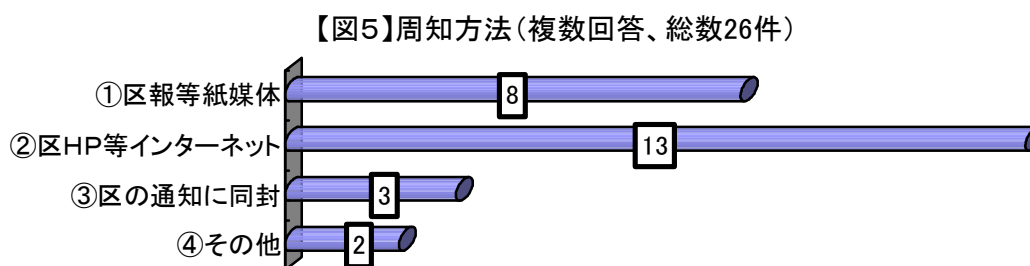 【図5】周知方法（複数回答、総数26件）
①区報等紙媒体
8
②区HP等インターネット
13
③区の通知に同封
3
④その他
2